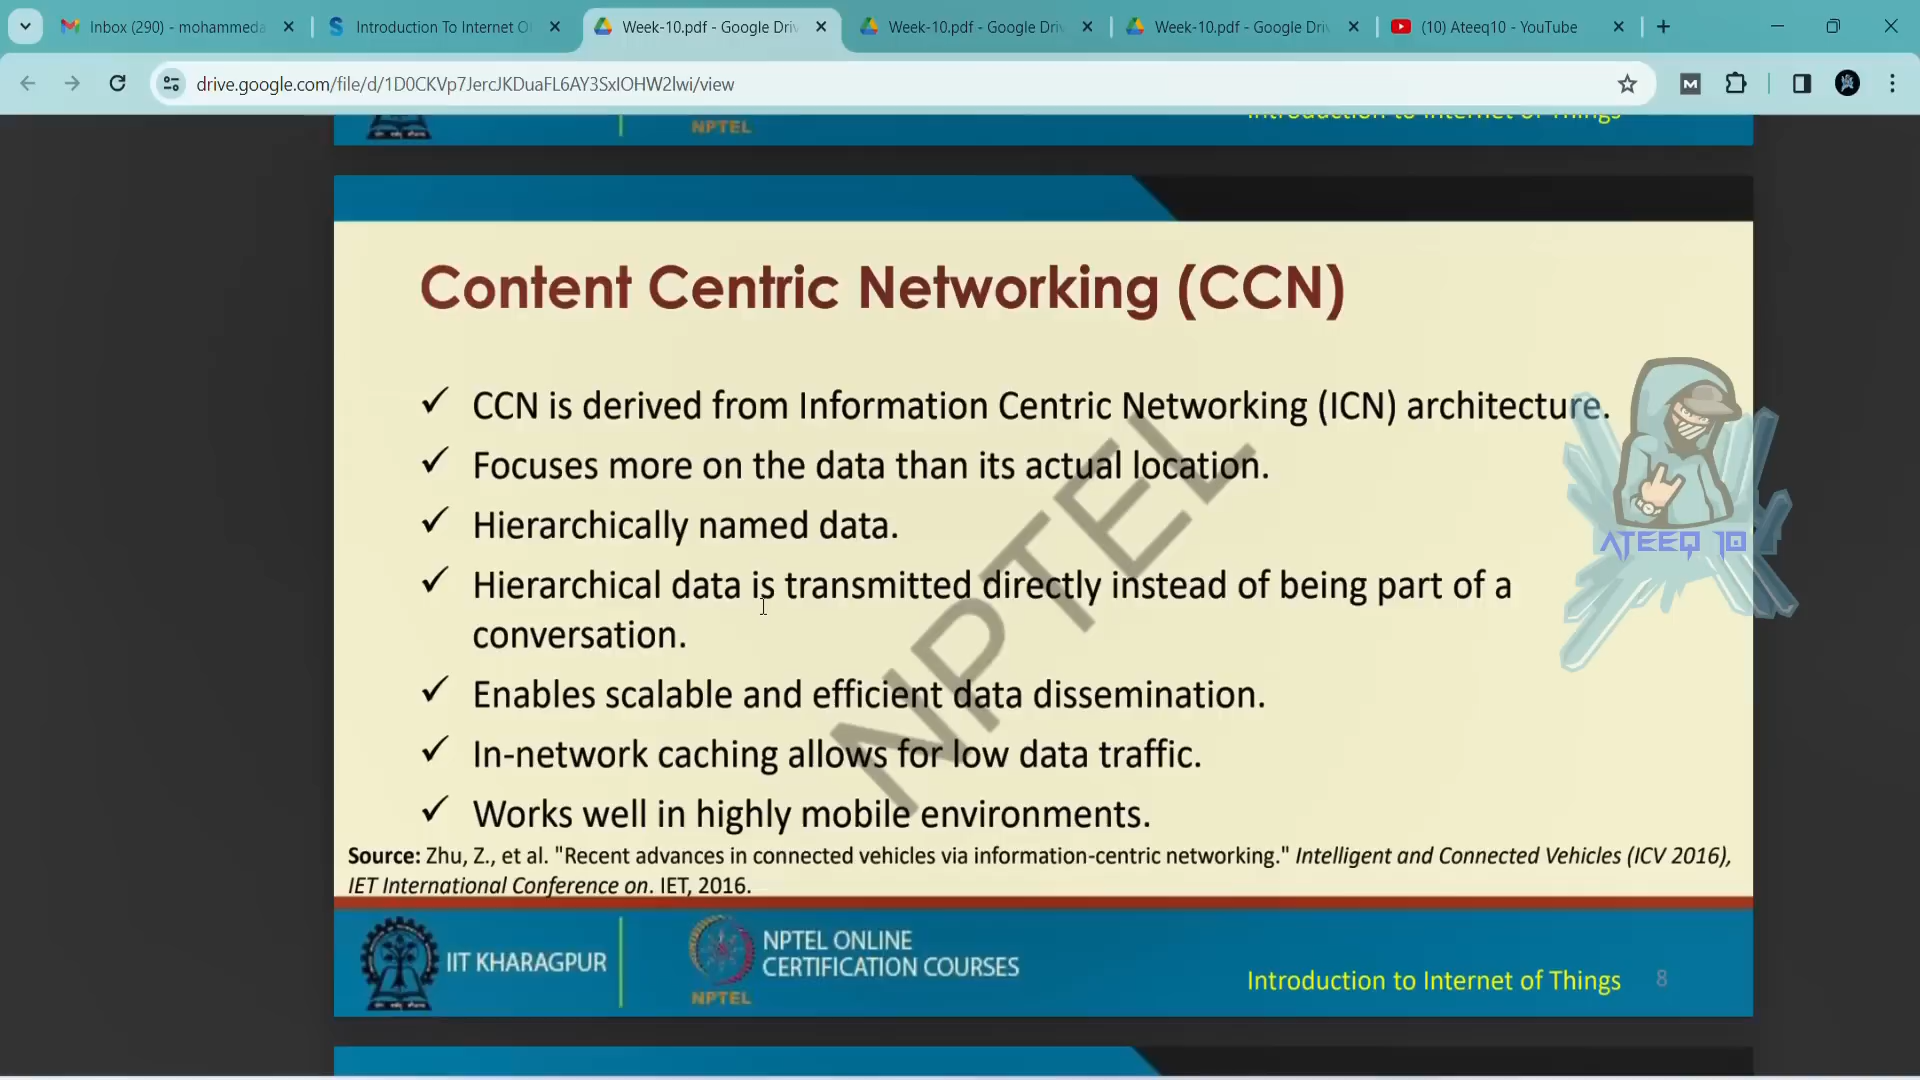 Inbox (290) - mohammeda
Introduction To Internet Of
Week-10.pdf - Google Driv
Week-10.pdf - Google Driv
Week-10.pdf - Google Driv
(10) Ateeq10 - YouTube
drive.google.com/file/d/1D0CKVp7JercJKDuaFL6AY3SxIOHW2lwi/view
NPTEL
Introduction to Internet of Things
Content Centric Networking (CCN)
✓ CCN is derived from Information Centric Networking (ICN) architecture.
✓ Focuses more on the data than its actual location.
✓ Hierarchically named data.
✓ Hierarchical data is transmitted directly instead of being part of a
conversation.
✓ Enables scalable and efficient data dissemination.
✓ In-network caching allows for low data traffic.
✓ Works well in highly mobile environments.
NPTEL
ATEEQ 10
Source: Zhu, Z., et al. "Recent advances in connected vehicles via information-centric networking." Intelligent and Connected Vehicles (ICV 2016),
IET International Conference on. IET, 2016.
IIT KHARAGPUR
NPTEL
NPTEL ONLINE
CERTIFICATION COURSES
Introduction to Internet of Things
8